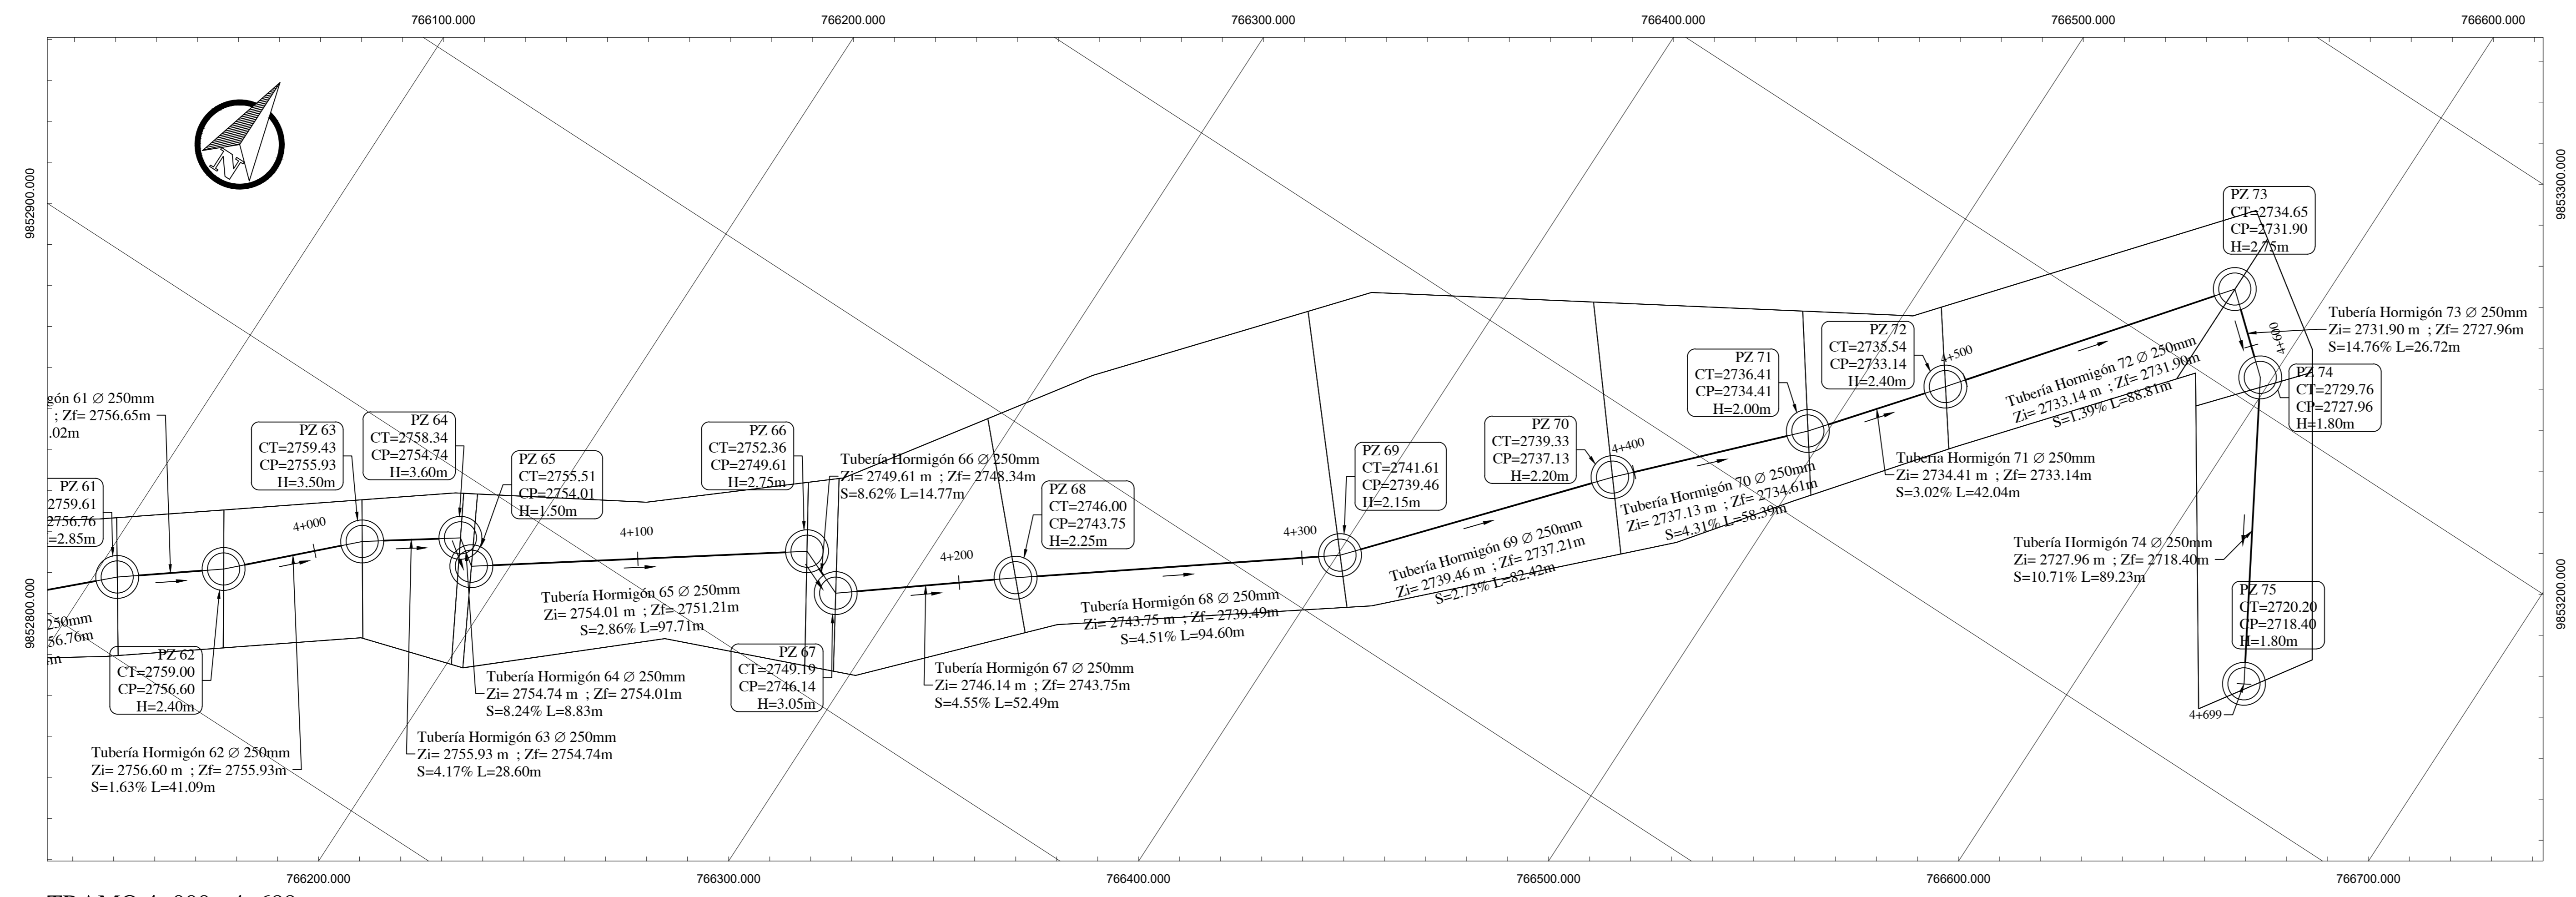 766100.000
766200.000
766300.000
766400.000
766500.000
766600.000
9852900.000
9852800.000
9853300.000
9853200.000
N
gón 61 ∅ 250mm
; Zf= 2756.65m
.02m
PZ 61
2759.61
2756.76
=2.85m
250mm
56.76m
PZ 62
CT=2759.00
CP=2756.60
H=2.40m
Tubería Hormigón 62 ∅ 250mm
Zi= 2756.60 m ; Zf= 2755.93m
S=1.63% L=41.09m
4+000
PZ 63
CT=2759.43
CP=2755.93
H=3.50m
PZ 64
CT=2758.34
CP=2754.74
H=3.60m
Tubería Hormigón 63 ∅ 250mm
Zi= 2755.93 m ; Zf= 2754.74m
S=4.17% L=28.60m
PZ 65
CT=2755.51
CP=2754.01
H=1.50m
Tubería Hormigón 64 ∅ 250mm
Zi= 2754.74 m ; Zf= 2754.01m
S=8.24% L=8.83m
4+100
Tubería Hormigón 65 ∅ 250mm
Zi= 2754.01 m ; Zf= 2751.21m
S=2.86% L=97.71m
PZ 66
CT=2752.36
CP=2749.61
H=2.75m
Tubería Hormigón 66 ∅ 250mm
Zi= 2749.61 m ; Zf= 2748.34m
S=8.62% L=14.77m
PZ 67
CT=2749.19
CP=2746.14
H=3.05m
Tubería Hormigón 67 ∅ 250mm
Zi= 2746.14 m ; Zf= 2743.75m
S=4.55% L=52.49m
4+200
PZ 68
CT=2746.00
CP=2743.75
H=2.25m
Tubería Hormigón 68 ∅ 250mm
Zi= 2743.75 m ; Zf= 2739.49m
S=4.51% L=94.60m
4+300
PZ 69
CT=2741.61
CP=2739.46
H=2.15m
Tubería Hormigón 69 ∅ 250mm
Zi= 2739.46 m ; Zf= 2737.21m
S=2.73% L=82.42m
PZ 70
CT=2739.33
CP=2737.13
H=2.20m
4+400
Tubería Hormigón 70 ∅ 250mm
Zi= 2737.13 m ; Zf= 2734.61m
S=4.31% L=58.39m
PZ 71
CT=2736.41
CP=2734.41
H=2.00m
Tubería Hormigón 71 ∅ 250mm
Zi= 2734.41 m ; Zf= 2733.14m
S=3.02% L=42.04m
PZ 72
CT=2735.54
CP=2733.14
H=2.40m
4+500
Tubería Hormigón 72 ∅ 250mm
Zi= 2733.14 m ; Zf= 2731.90m
S=1.39% L=88.81m
PZ 73
CT=2734.65
CP=2731.90
H=2.75m
4+600
Tubería Hormigón 73 ∅ 250mm
Zi= 2731.90 m ; Zf= 2727.96m
S=14.76% L=26.72m
PZ 74
CT=2729.76
CP=2727.96
H=1.80m
Tubería Hormigón 74 ∅ 250mm
Zi= 2727.96 m ; Zf= 2718.40m
S=10.71% L=89.23m
PZ 75
CT=2720.20
CP=2718.40
H=1.80m
4+699
766200.000
766300.000
766400.000
766500.000
766600.000
766700.000